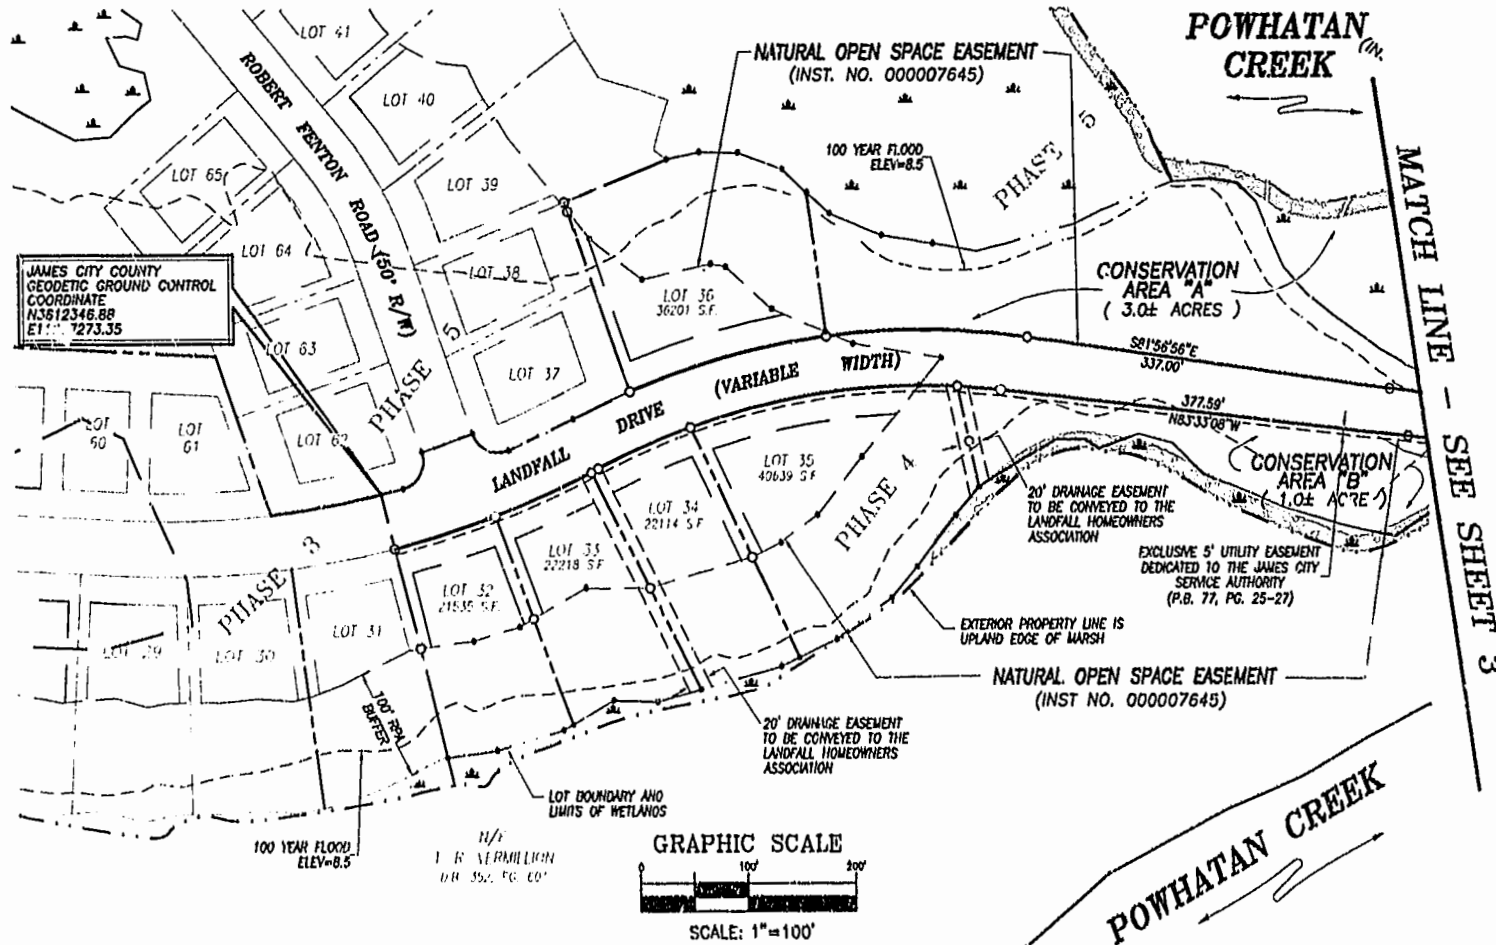 POWHATAN
CREEK
(IN.
NATURAL OPEN SPACE EASEMENT
(INST. NO. 000007645)
LOT 41
LOT 40
ROBERT FENTON ROAD (50' R/W)
100 YEAR FLOOD
ELEV=8.5
PHASE 5
LOT 65
LOT 39
LOT 64
LOT 38
MATCH LINE - SEE SHEET 3
JAMES CITY COUNTY
GEODETIC GROUND CONTROL
COORDINATE
N3612346.88
7273.35
CONSERVATION
AREA "A"
( 3.0± ACRES )
LOT 36
36201 S.F.
LOT 63
PHASE 5
LOT 37
S81°56'56"E
337.00'
LANDFALL DRIVE (VARIABLE WIDTH)
377.59'
N83°33'08"W
LOT
60
LOT
61
LOT 62
LOT 35
40639 S.F.
PHASE 4
CONSERVATION
AREA "B"
( 1.0± ACRE )
20' DRAINAGE EASEMENT
TO BE CONVEYED TO THE
LANDFALL HOMEOWNERS
ASSOCIATION
LOT 34
22114 S.F.
LOT 33
22218 S.F.
EXCLUSIVE 5' UTILITY EASEMENT
DEDICATED TO THE JAMES CITY
SERVICE AUTHORITY
(P.B. 77, PG. 25-27)
PHASE 3
LOT 32
21535 S.F.
LOT 31
LOT 30
LOT 29
EXTERIOR PROPERTY LINE IS
UPLAND EDGE OF MARSH
NATURAL OPEN SPACE EASEMENT
(INST NO. 000007645)
100' RPA
BUFFER
20' DRAINAGE EASEMENT
TO BE CONVEYED TO THE
LANDFALL HOMEOWNERS
ASSOCIATION
LOT BOUNDARY AND
LIMITS OF WETLANDS
100 YEAR FLOOD
ELEV=8.5
N/F
VERMILLION
352, PG.
GRAPHIC SCALE
0 100' 200'
SCALE: 1"=100'
POWHATAN CREEK